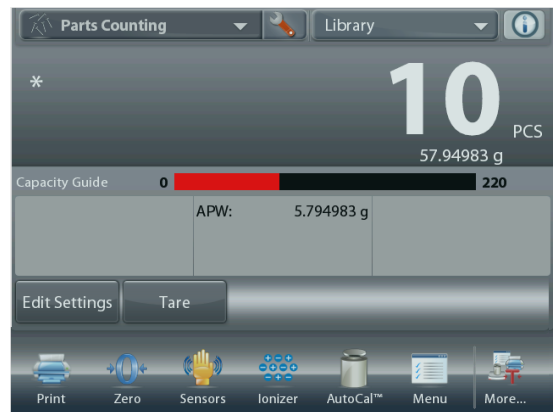 Parts Counting
Library
*
10
PCS
57.94983 g
Capacity Guide 0 220
APW: 5.794983 g
Edit Settings Tare
Print Zero Sensors Ionizer AutoCal™ Menu More...